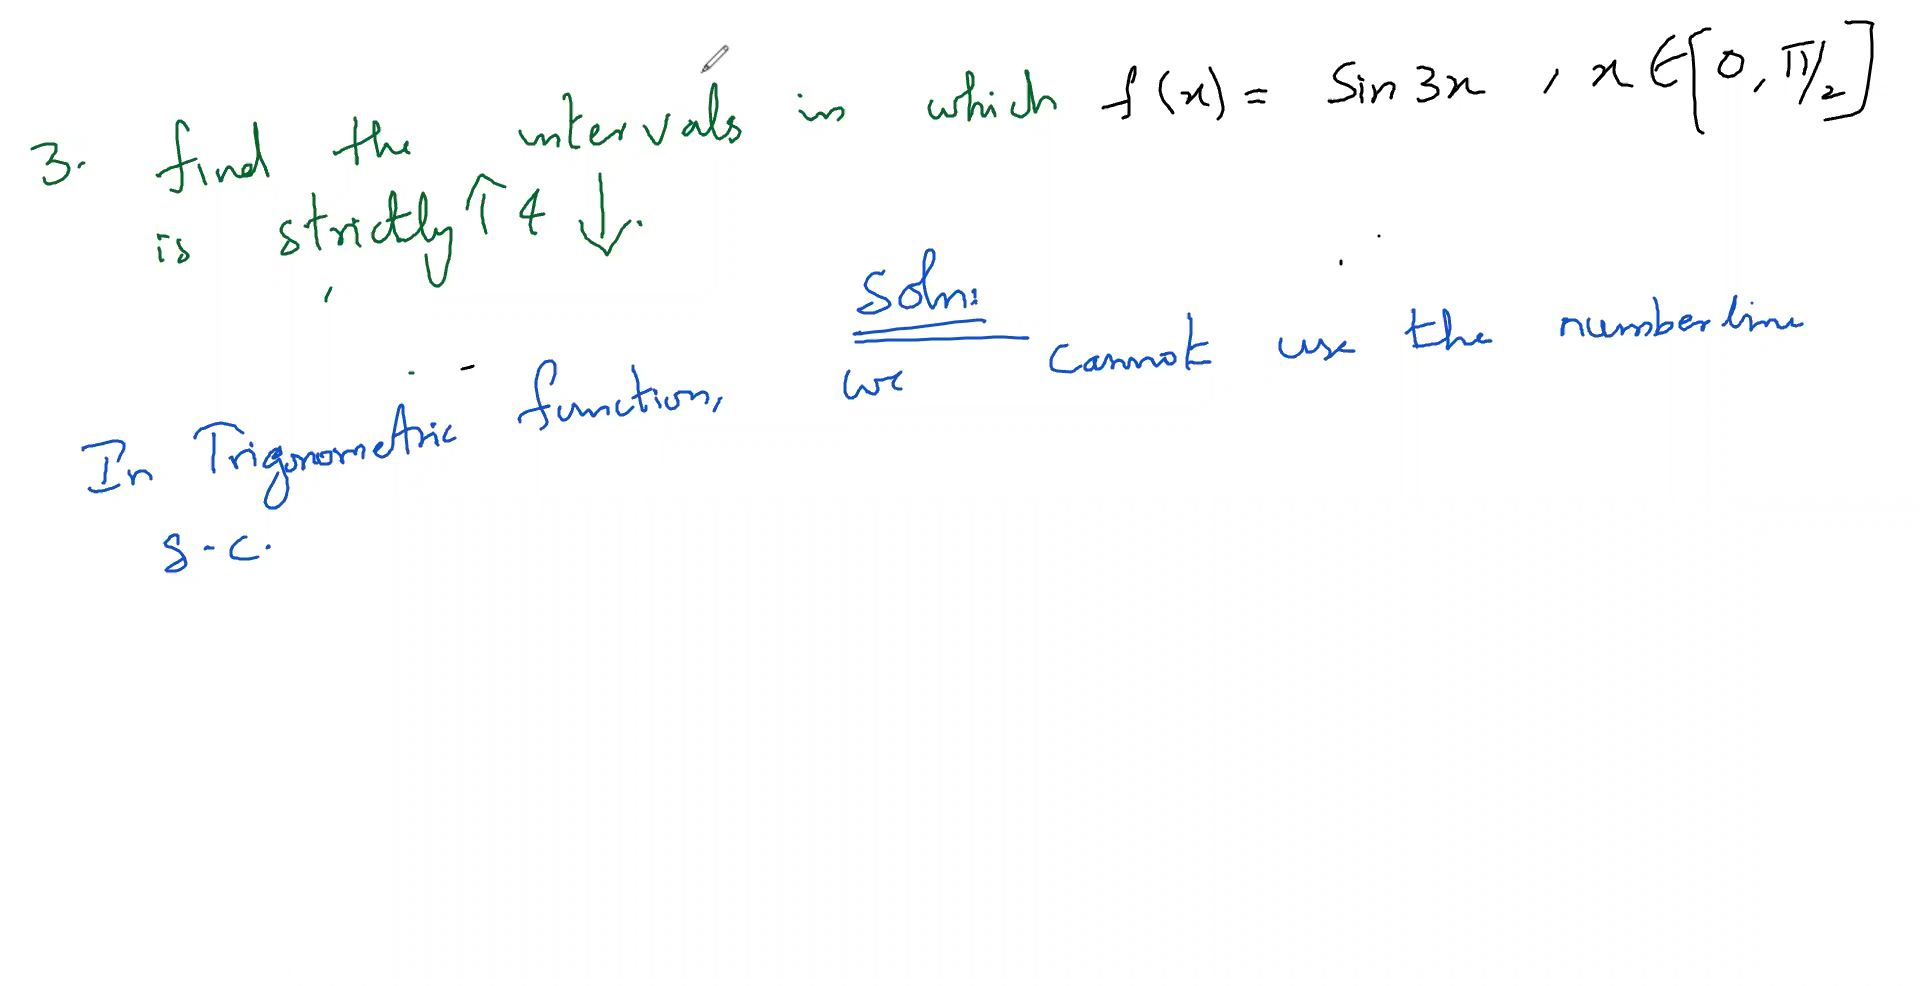 3. find the intervals in which f(x) = Sin 3x , x ∈ [0, π/2]
is strictly ↑ & ↓.
Soln:
In Trigonometric function, we cannot use the numberline
S.C.